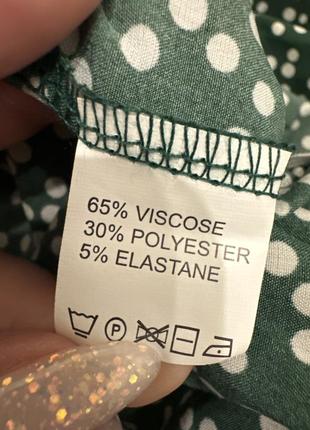 65% VISCOSE
30% POLYESTER
5% ELASTANE
P